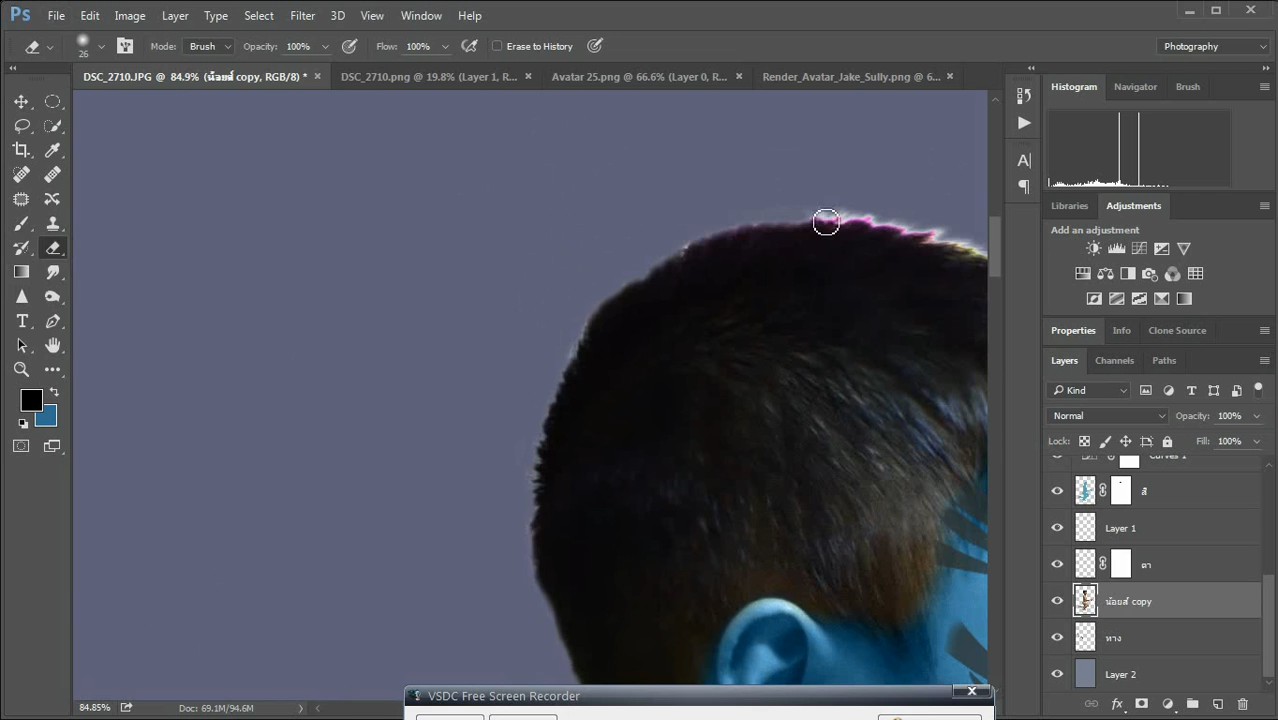 Ps File Edit Image Layer Type Select Filter 3D View Window Help
26 Mode: Brush Opacity: 100% Flow: 100% Erase to History Photography
DSC_2710.JPG @ 84.9% (น้อยส์ copy, RGB/8) * DSC_2710.png @ 19.8% (Layer 1, R... Avatar 25.png @ 66.6% (Layer 0, R... Render_Avatar_Jake_Sully.png @ 6...
Histogram Navigator Brush
Libraries Adjustments
Add an adjustment
Properties Info Clone Source
Layers Channels Paths
Kind
Normal Opacity: 100%
Lock: Fill: 100%
Curves 1
สี
Layer 1
ตา
น้อยส์ copy
หาง
Layer 2
84.85% Doc: 69.1M/94.6M
VSDC Free Screen Recorder